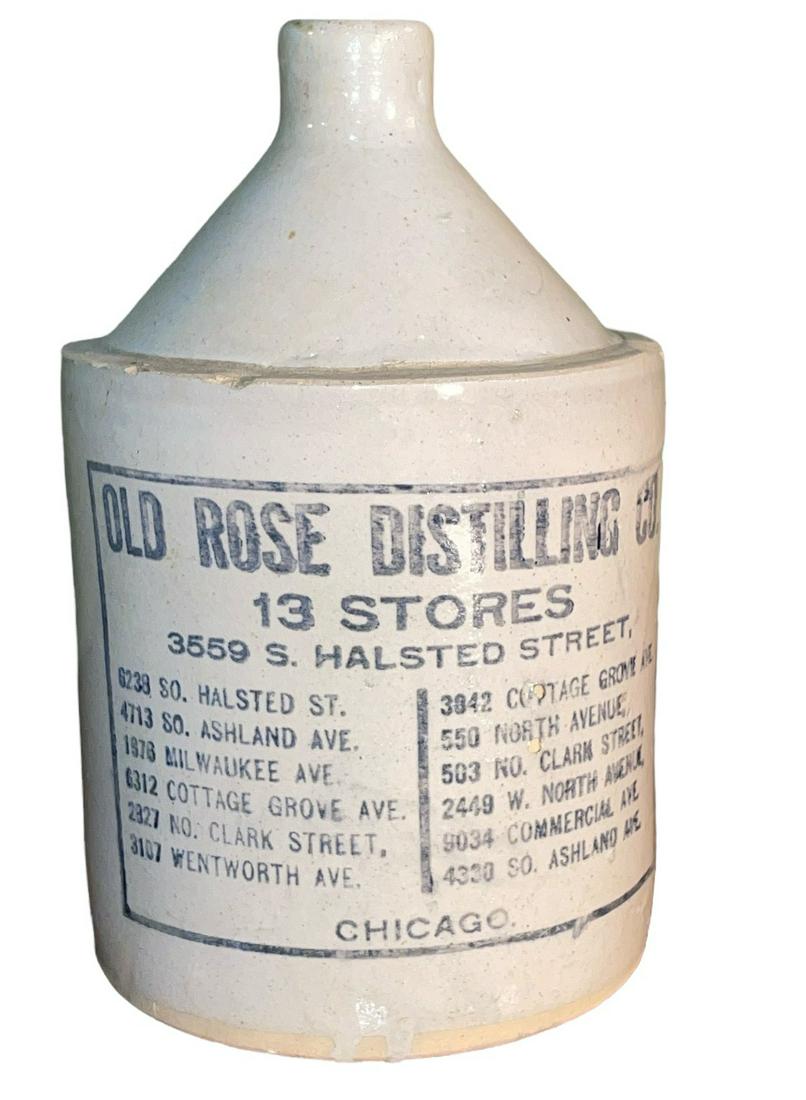 OLD ROSE DISTILLING CO.
13 STORES
3559 S. HALSTED STREET,
6238 SO. HALSTED ST.
4713 SO. ASHLAND AVE.
1976 MILWAUKEE AVE.
6312 COTTAGE GROVE AVE.
2827 NO. CLARK STREET,
3107 WENTWORTH AVE.
3842 COTTAGE GROVE AVE.
550 NORTH AVENUE,
503 NO. CLARK STREET,
2449 W. NORTH AVENUE,
9034 COMMERCIAL AVE
4330 SO. ASHLAND AVE.
CHICAGO.